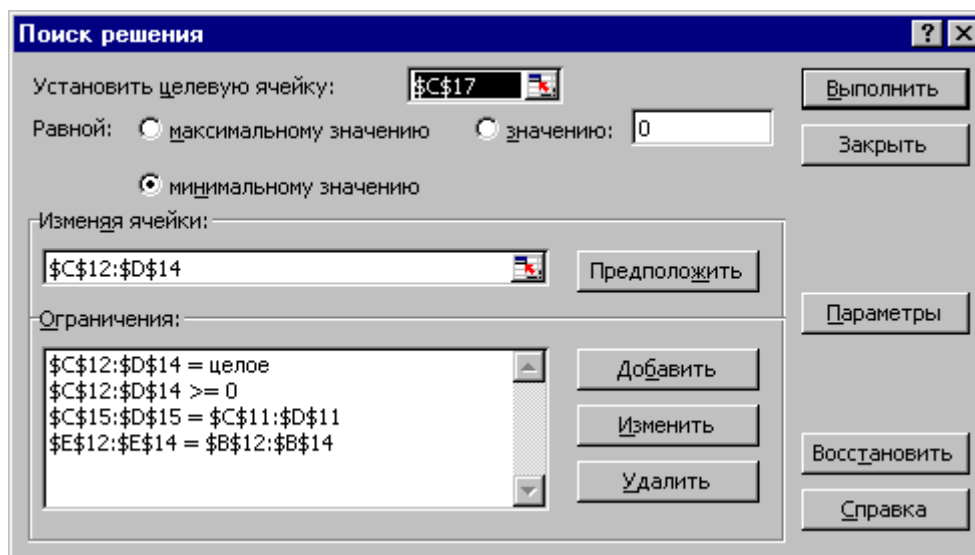 Поиск решения
Установить целевую ячейку: $C$17
Выполнить
Равной: максимальному значению значению: 0
Закрыть
минимальному значению
Изменяя ячейки:
$C$12:$D$14
Предположить
Параметры
Ограничения:
$C$12:$D$14 = целое
$C$12:$D$14 >= 0
$C$15:$D$15 = $C$11:$D$11
$E$12:$E$14 = $B$12:$B$14
Добавить
Изменить
Удалить
Восстановить
Справка